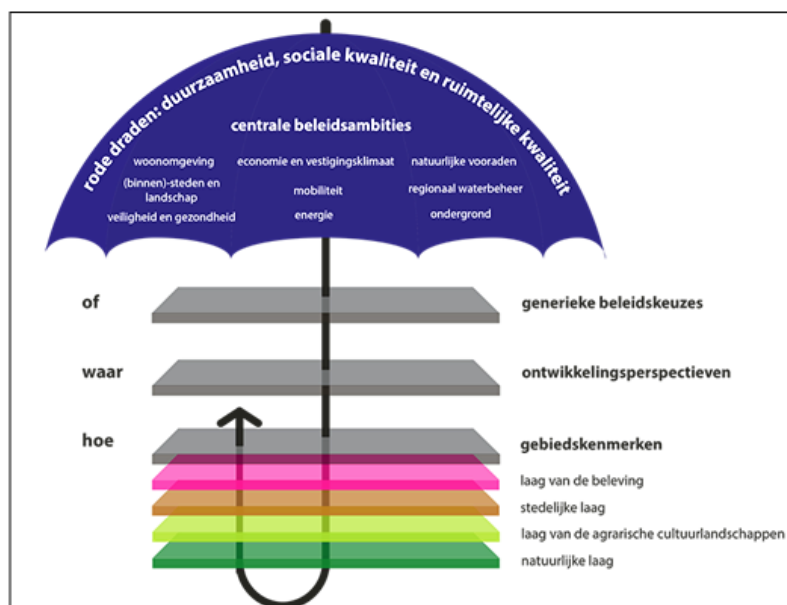 rode draden: duurzaamheid, sociale kwaliteit en ruimtelijke kwaliteit
centrale beleidsambities
woonomgeving
(binnen)-steden en
landschap
veiligheid en gezondheid
economie en vestigingsklimaat
mobiliteit
energie
natuurlijke vooraden
regionaal waterbeheer
ondergrond
of
generieke beleidskeuzes
waar
ontwikkelingsperspectieven
hoe
gebiedskenmerken
laag van de beleving
stedelijke laag
laag van de agrarische cultuurlandschappen
natuurlijke laag